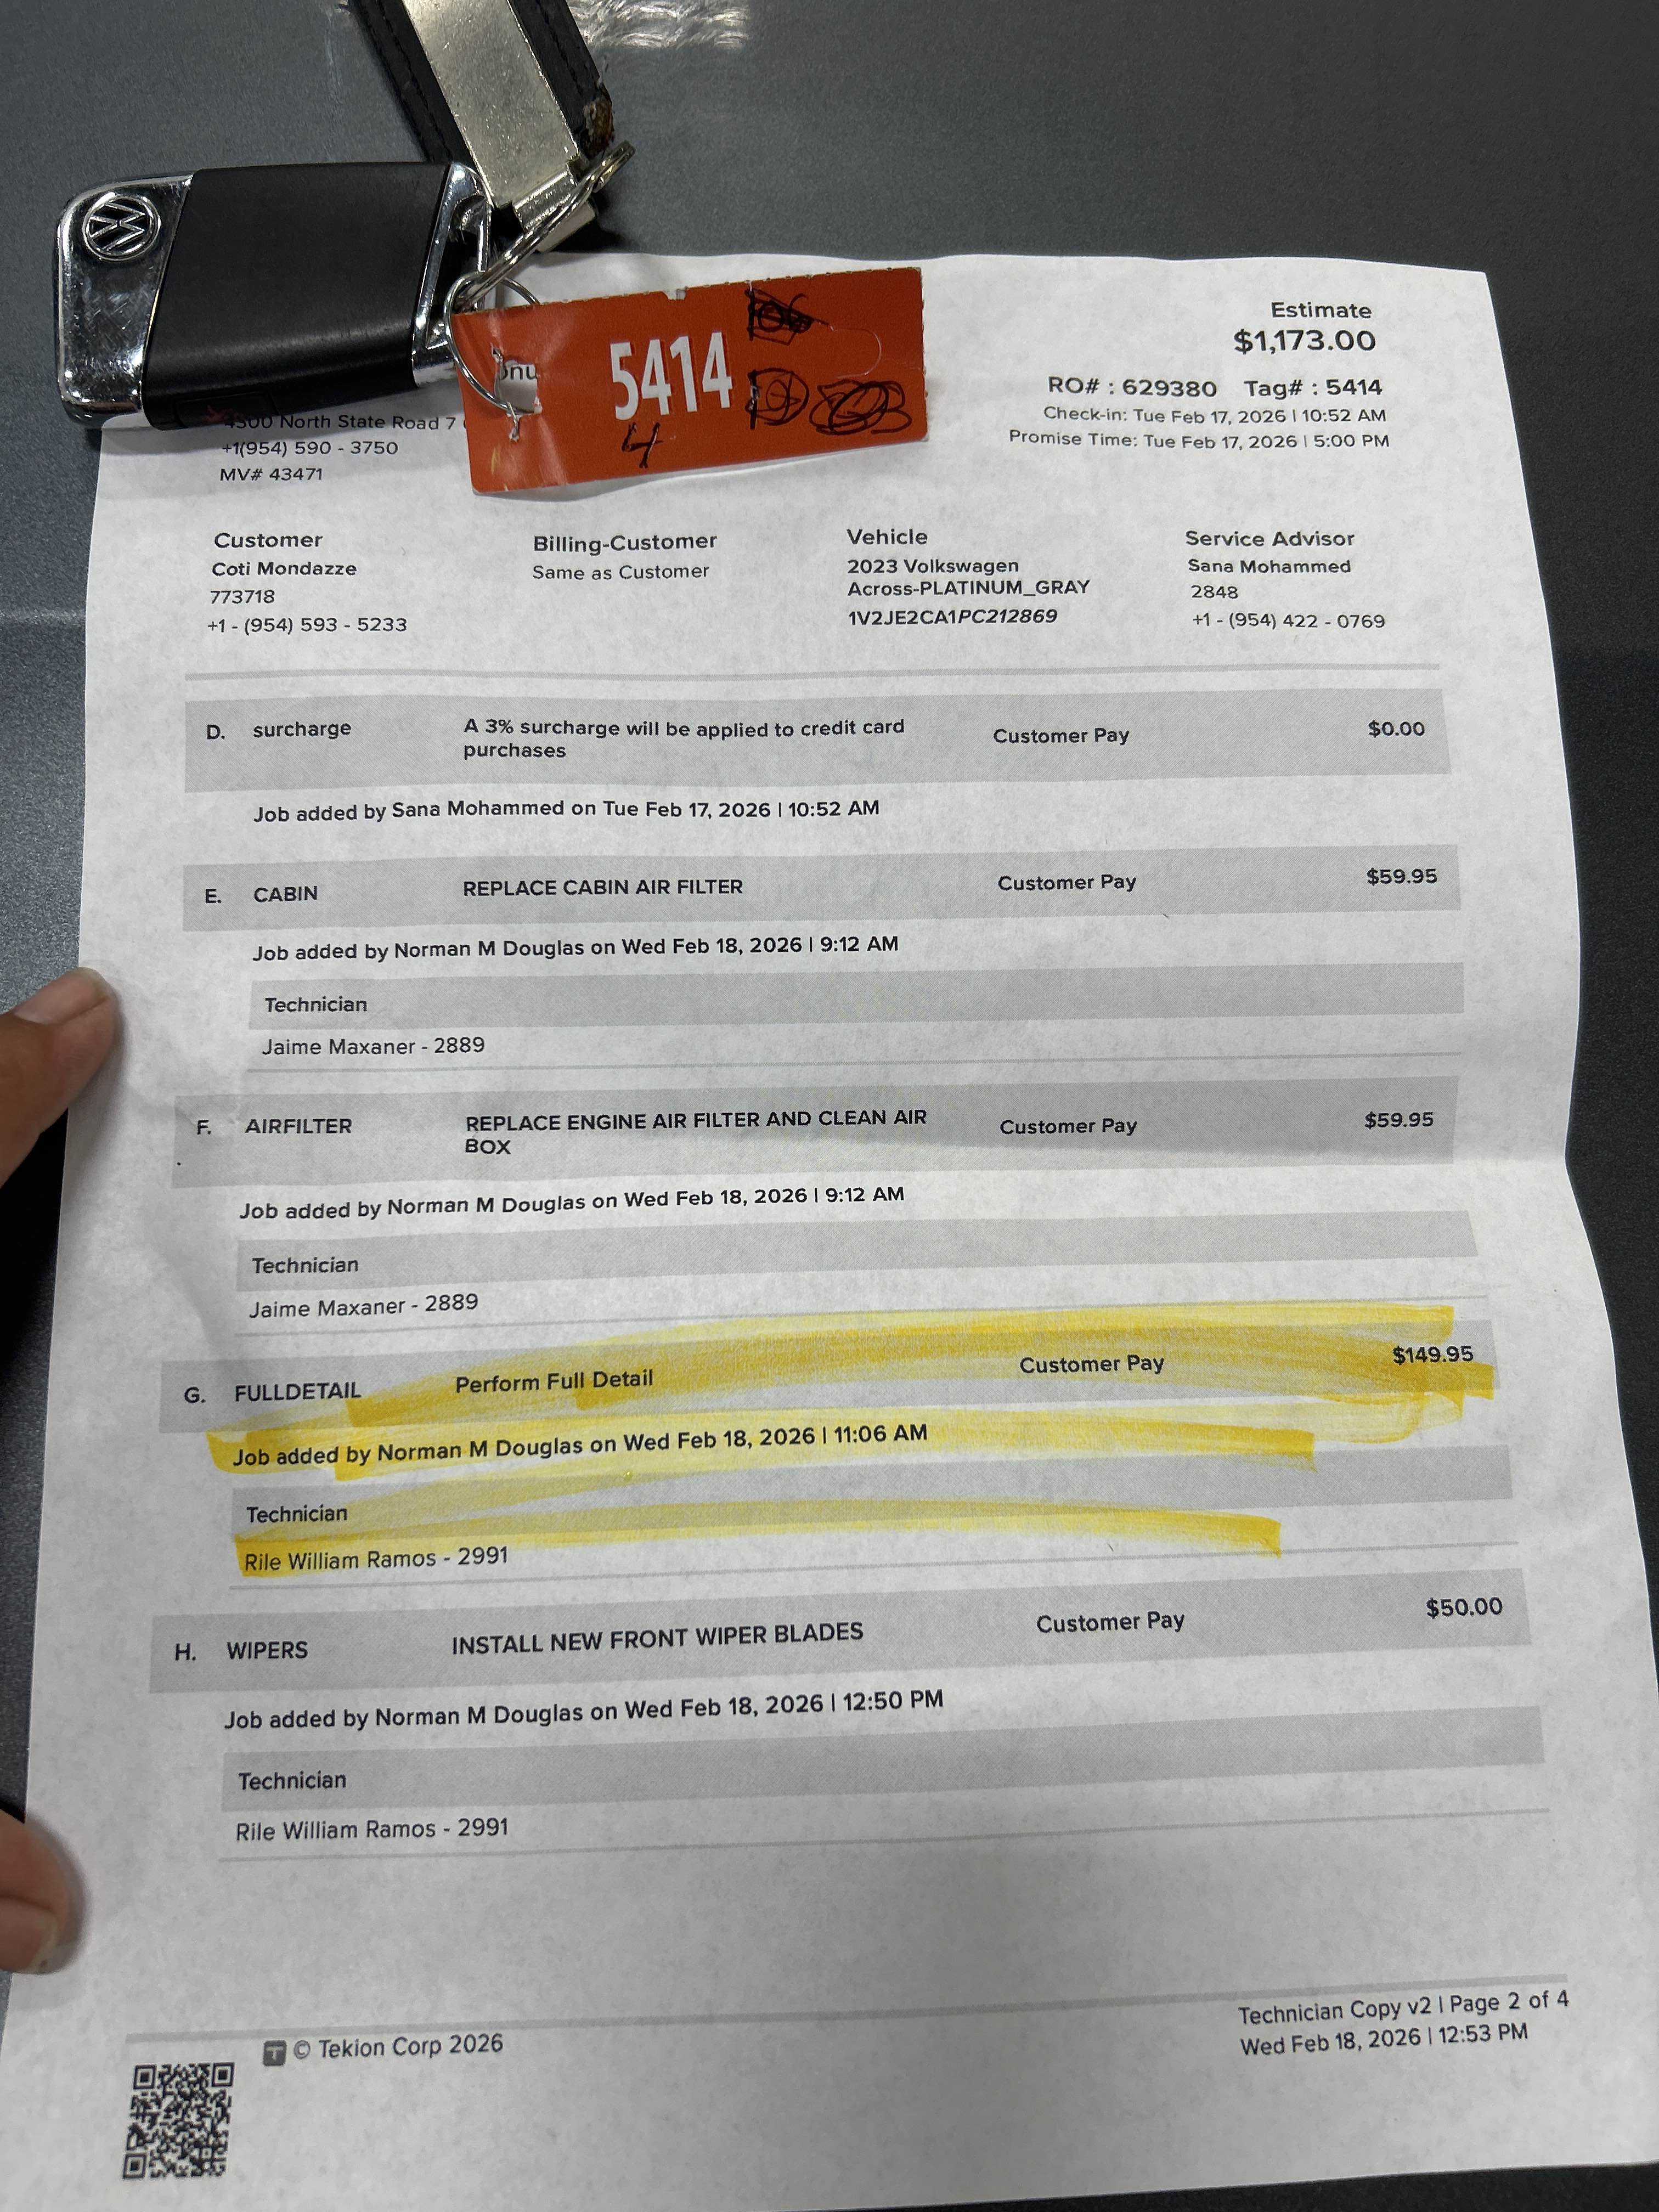 Estimate
$1,173.00
5414
4
RO# : 629380 Tag# : 5414
Check-in: Tue Feb 17, 2026 | 10:52 AM
Promise Time: Tue Feb 17, 2026 | 5:00 PM
4300 North State Road 7
+1(954) 590 - 3750
MV# 43471
Customer
Coti Mondazze
773718
+1 - (954) 593 - 5233
Billing-Customer
Same as Customer
Vehicle
2023 Volkswagen
Across-PLATINUM_GRAY
1V2JE2CA1PC212869
Service Advisor
Sana Mohammed
2848
+1 - (954) 422 - 0769
D. surcharge A 3% surcharge will be applied to credit card Customer Pay $0.00
purchases
Job added by Sana Mohammed on Tue Feb 17, 2026 | 10:52 AM
E. CABIN REPLACE CABIN AIR FILTER Customer Pay $59.95
Job added by Norman M Douglas on Wed Feb 18, 2026 | 9:12 AM
Technician
Jaime Maxaner - 2889
F. AIRFILTER REPLACE ENGINE AIR FILTER AND CLEAN AIR Customer Pay $59.95
BOX
Job added by Norman M Douglas on Wed Feb 18, 2026 | 9:12 AM
Technician
Jaime Maxaner - 2889
G. FULLDETAIL Perform Full Detail Customer Pay $149.95
Job added by Norman M Douglas on Wed Feb 18, 2026 | 11:06 AM
Technician
Rile William Ramos - 2991
H. WIPERS INSTALL NEW FRONT WIPER BLADES Customer Pay $50.00
Job added by Norman M Douglas on Wed Feb 18, 2026 | 12:50 PM
Technician
Rile William Ramos - 2991
T © Tekion Corp 2026
Technician Copy v2 | Page 2 of 4
Wed Feb 18, 2026 | 12:53 PM